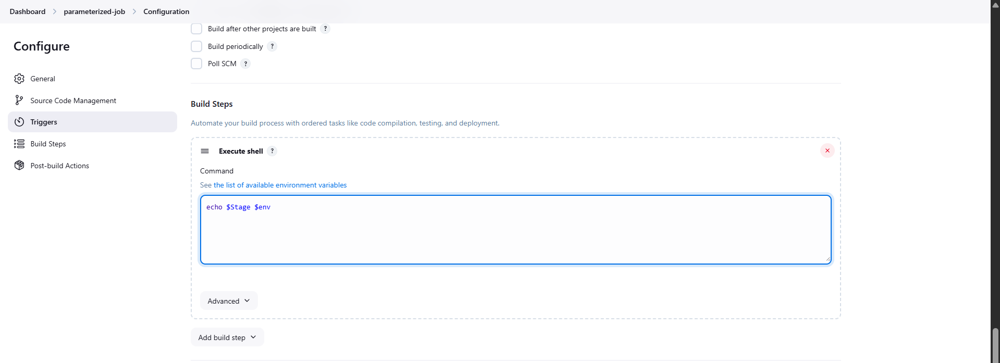 Dashboard > parameterized-job > Configuration
Configure
General
Source Code Management
Triggers
Build Steps
Post-build Actions
Build after other projects are built ?
Build periodically ?
Poll SCM ?
Build Steps
Automate your build process with ordered tasks like code compilation, testing, and deployment.
Execute shell ?
Command
See the list of available environment variables
echo $Stage $env
Advanced
Add build step